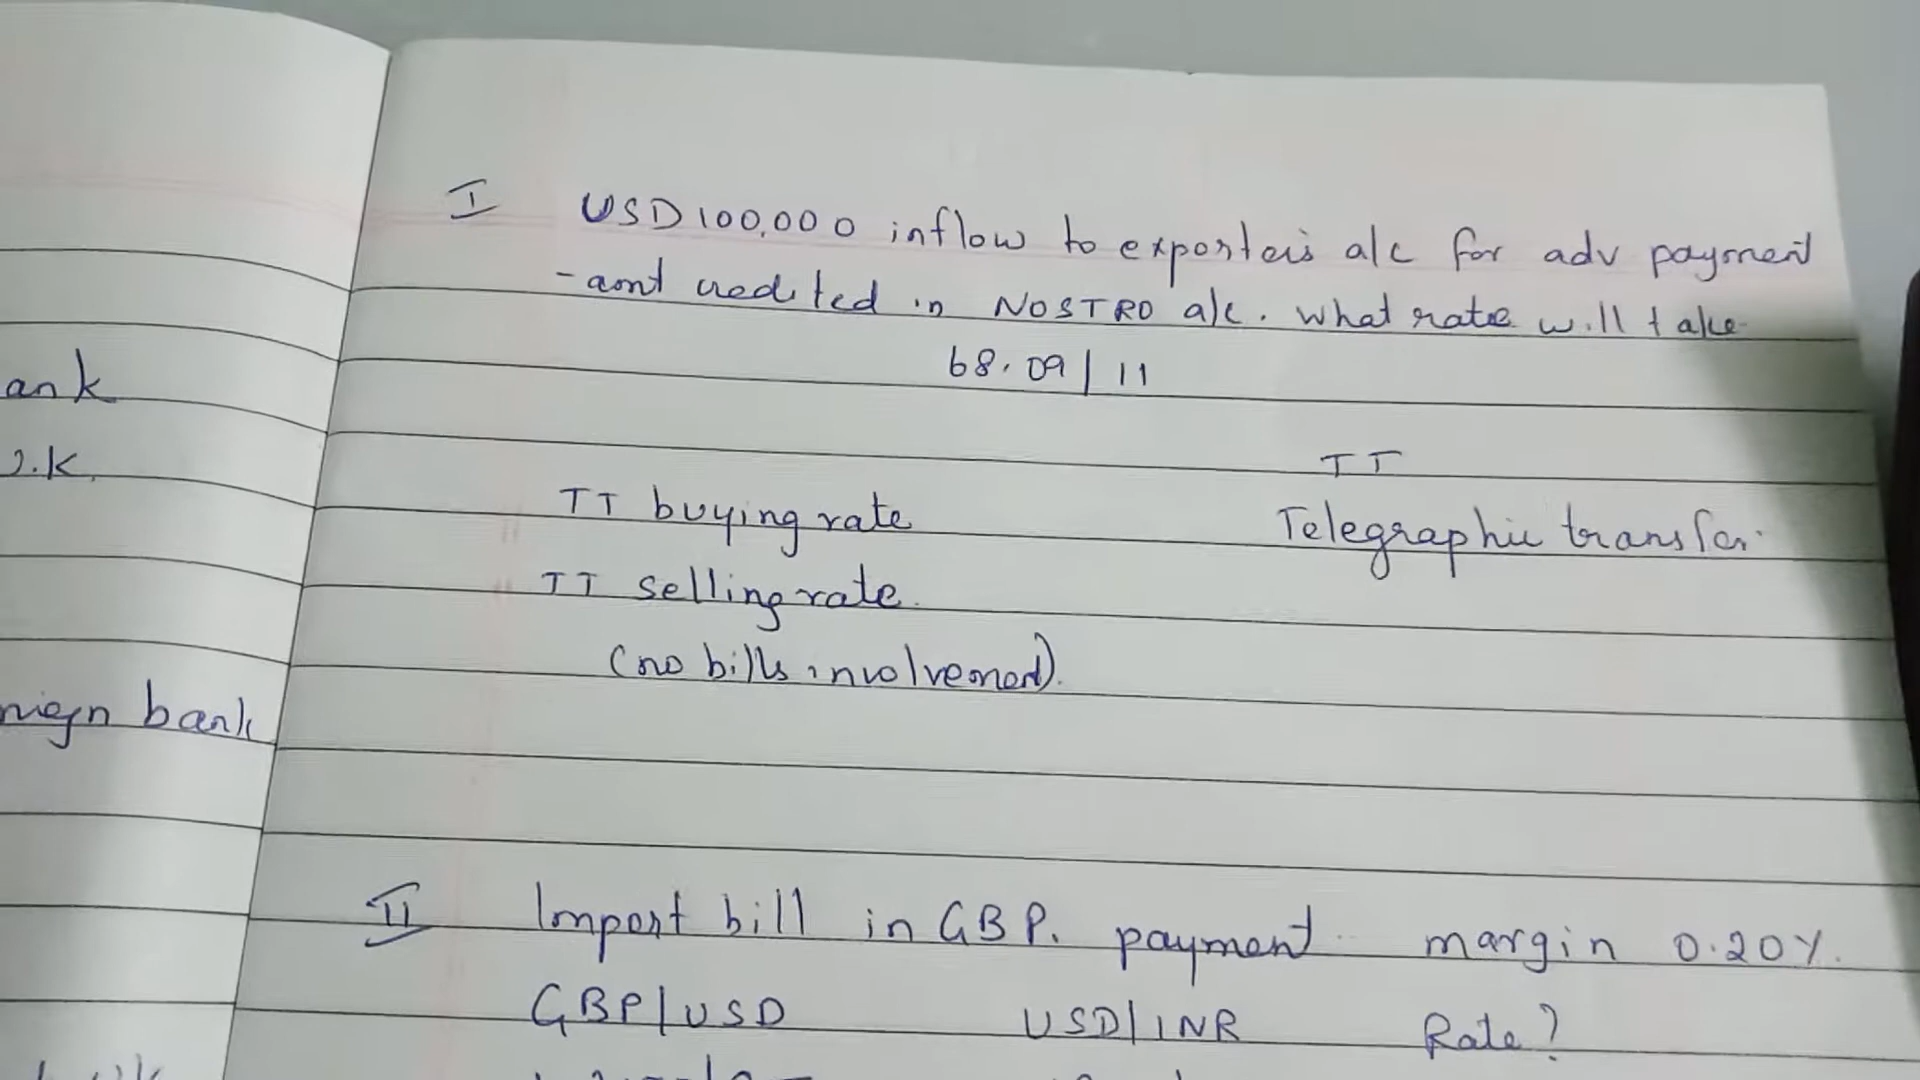 ank
k.
bank
I USD 100,000 inflow to exporter's a/c for adv payment
- amt credited in NOSTRO a/c. What rate will take
68.09 | 11
TT
TT buying rate Telegraphic transfer
TT selling rate.
(no bills involvement).
II Import bill in GBP. payment margin 0.20%.
GBP/USD USD/INR Rate?